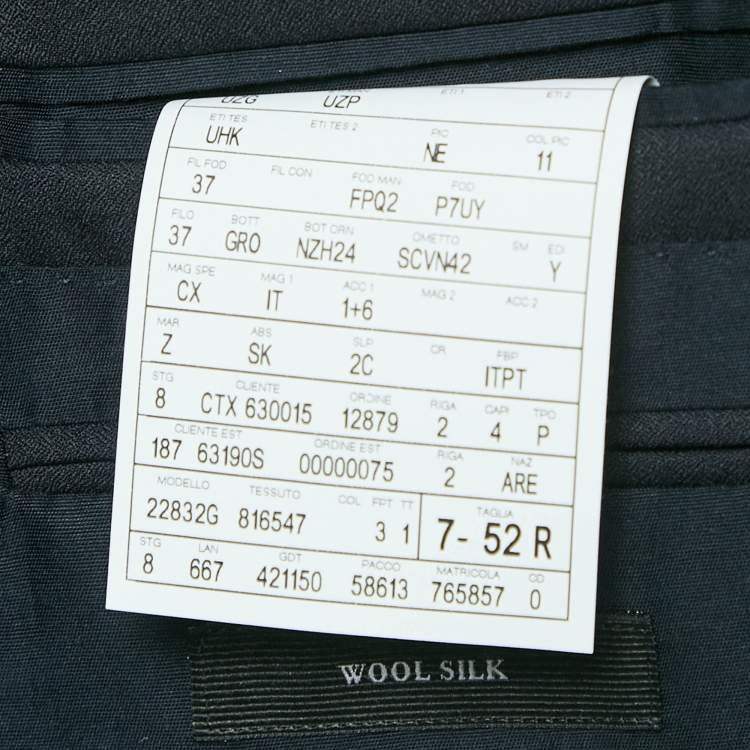 UZG UZP ETI 1 ETI 2
ETI TES ETI TES 2 PIC COL PIC
UHK NE 11
FIL FOD FIL CON FOD MAN FOD
37 FPQ2 P7UY
FILO BOTT BOT ORN OMETTO SM EDI
37 GRO NZH24 SCVN42 Y
MAG SPE MAG 1 ACC 1 MAG 2 ACC 2
CX IT 1+6
MAR ABS SLP CR FBP
Z SK 2C ITPT
STG CLIENTE ORDINE RIGA CAPI TPO
8 CTX 630015 12879 2 4 P
CLIENTE EST ORDINE EST RIGA NAZ
187 63190S 00000075 2 ARE
MODELLO TESSUTO COL FPT TT TAGLIA
22832G 816547 3 1 7- 52 R
STG LAN GDT PACCO MATRICOLA CD
8 667 421150 58613 765857 0
WOOL SILK